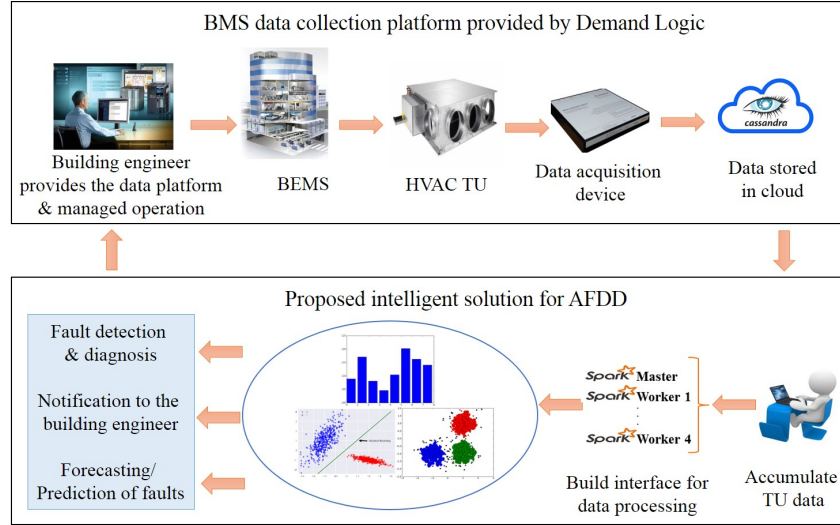 BMS data collection platform provided by Demand Logic
Building engineer
provides the data platform
& managed operation
BEMS
HVAC TU
Data acquisition
device
cassandra
Data stored
in cloud
Proposed intelligent solution for AFDD
Fault detection
& diagnosis
Notification to the
building engineer
Forecasting/
Prediction of faults
Spark Master
Spark Worker 1
:
Spark Worker 4
Build interface for
data processing
Accumulate
TU data